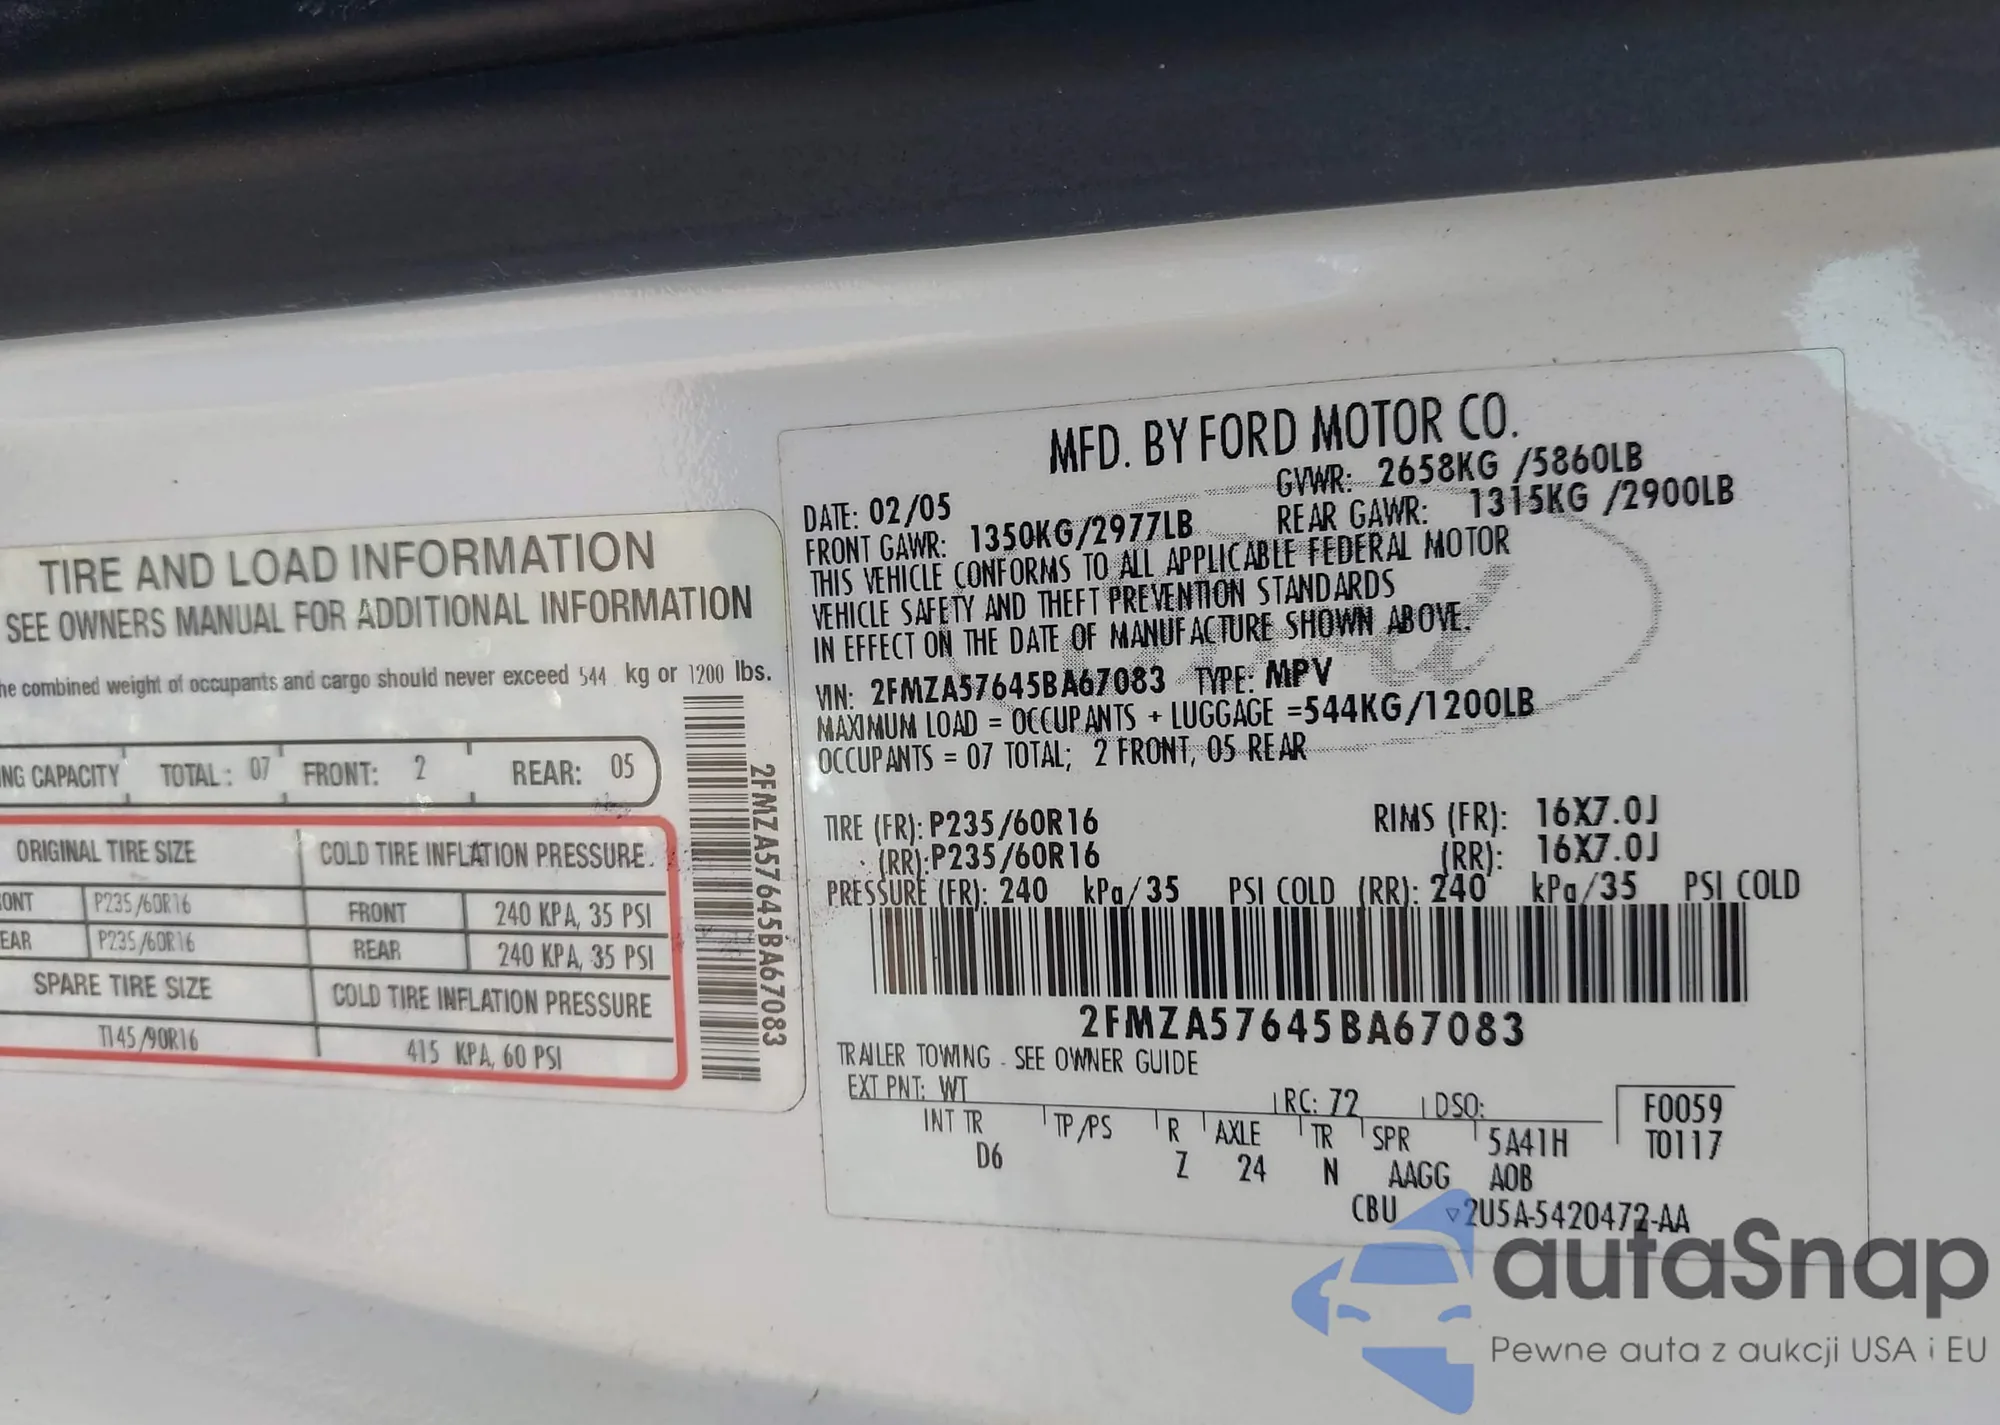 TIRE AND LOAD INFORMATION
SEE OWNERS MANUAL FOR ADDITIONAL INFORMATION
he combined weight of occupants and cargo should never exceed 544 kg or 1200 lbs.
NG CAPACITY TOTAL: 07 FRONT: 2 REAR: 05
ORIGINAL TIRE SIZE COLD TIRE INFLATION PRESSURE
ONT P235/60R16 FRONT 240 KPA, 35 PSI
EAR P235/60R16 REAR 240 KPA, 35 PSI
SPARE TIRE SIZE COLD TIRE INFLATION PRESSURE
T145/90R16 415 KPA, 60 PSI
2FMZA57645BA67083
MFD. BY FORD MOTOR CO.
DATE: 02/05 GVWR: 2658KG /5860LB
FRONT GAWR: 1350KG/2977LB REAR GAWR: 1315KG /2900LB
THIS VEHICLE CONFORMS TO ALL APPLICABLE FEDERAL MOTOR
VEHICLE SAFETY AND THEFT PREVENTION STANDARDS
IN EFFECT ON THE DATE OF MANUFACTURE SHOWN ABOVE.
VIN: 2FMZA57645BA67083 TYPE: MPV
MAXIMUM LOAD = OCCUPANTS + LUGGAGE =544KG/1200LB
OCCUPANTS = 07 TOTAL; 2 FRONT, 05 REAR
TIRE (FR): P235/60R16 RIMS (FR): 16X7.0J
(RR): P235/60R16 (RR): 16X7.0J
PRESSURE (FR): 240 kPa/35 PSI COLD (RR): 240 kPa/35 PSI COLD
2FMZA57645BA67083
TRAILER TOWING - SEE OWNER GUIDE
EXT PNT: WT RC: 72 DSO: F0059
INT TR TP/PS R AXLE TR SPR 5A41H T0117
D6 Z 24 N AAGG AOB
CBU ▽2U5A-5420472-AA
autaSnap
Pewne auta z aukcji USA i EU